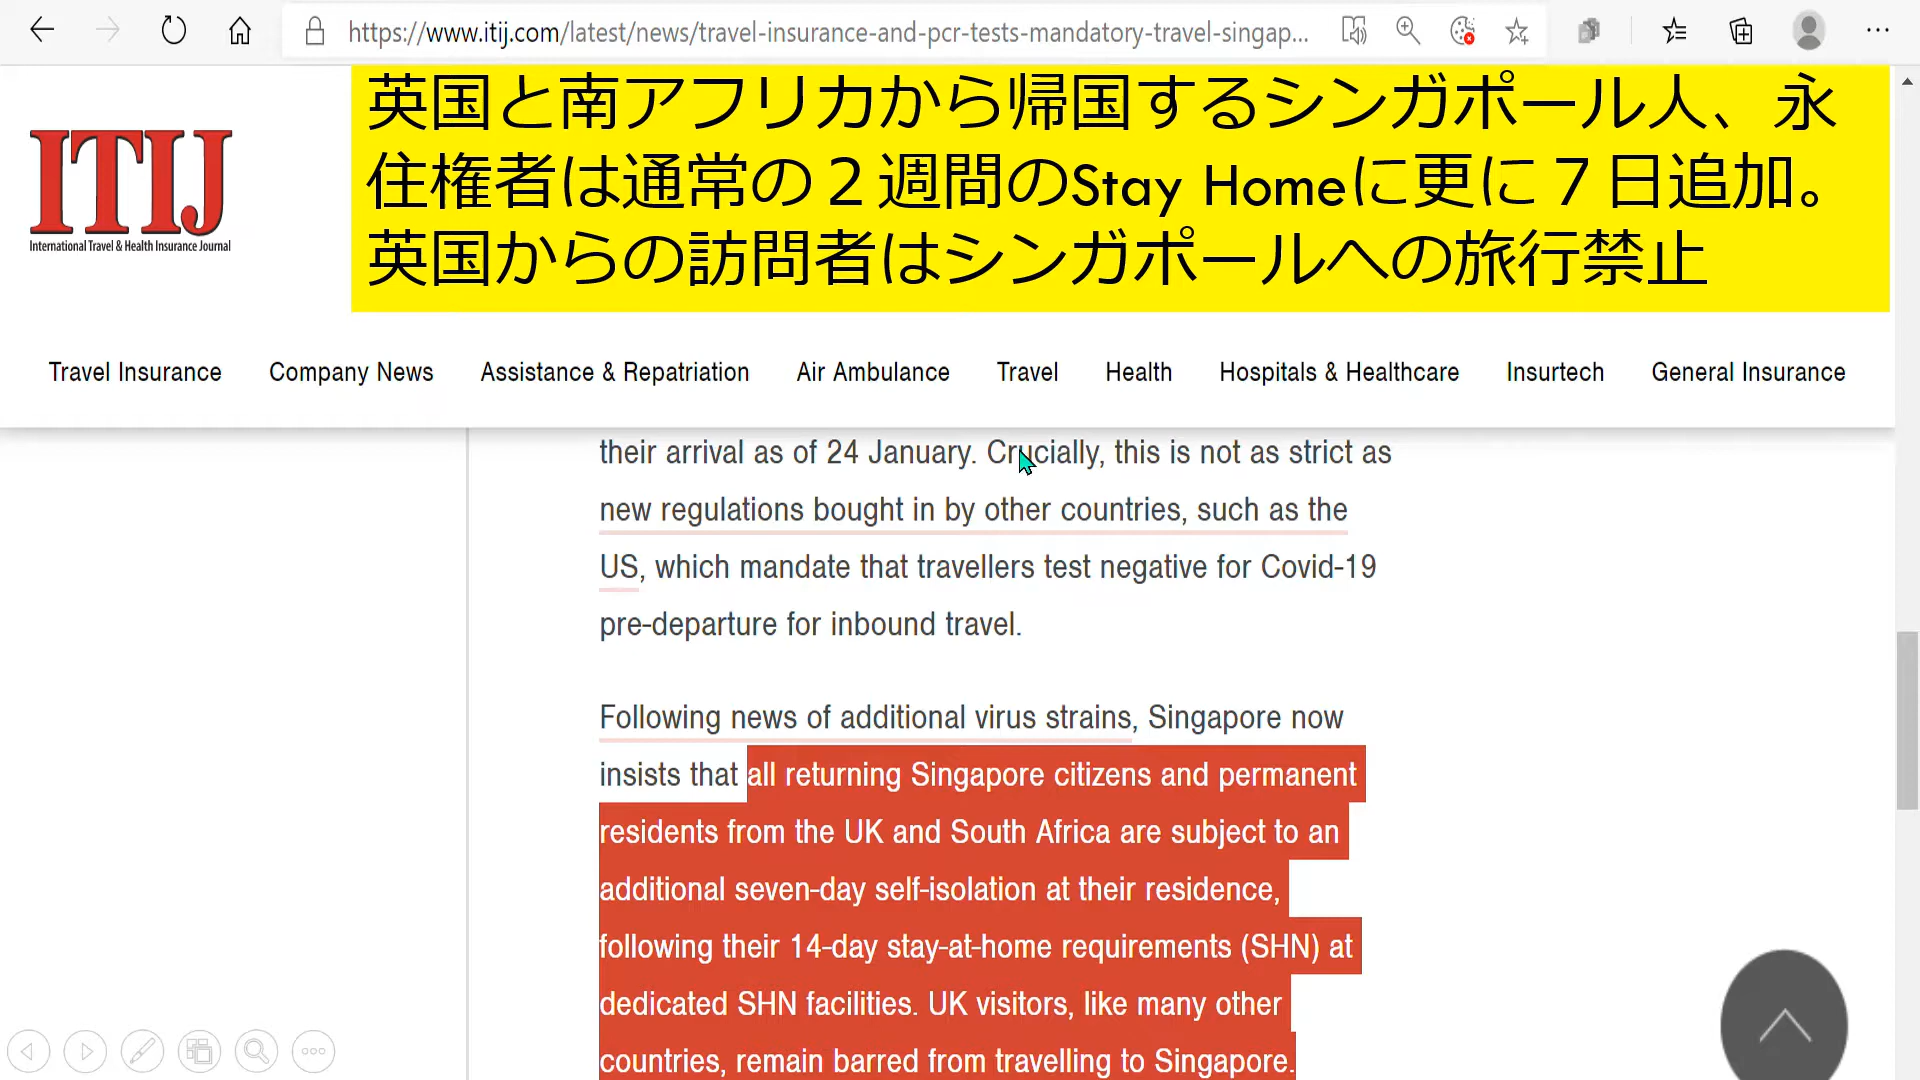 https://www.itij.com/latest/news/travel-insurance-and-pcr-tests-mandatory-travel-singap...
英国と南アフリカから帰国するシンガポール人、永
住権者は通常の２週間のStay Homeに更に７日追加。
英国からの訪問者はシンガポールへの旅行禁止
ITIJ
International Travel & Health Insurance Journal
Travel Insurance Company News Assistance & Repatriation Air Ambulance Travel Health Hospitals & Healthcare Insurtech General Insurance
their arrival as of 24 January. Crucially, this is not as strict as
new regulations bought in by other countries, such as the
US, which mandate that travellers test negative for Covid-19
pre-departure for inbound travel.
Following news of additional virus strains, Singapore now
insists that all returning Singapore citizens and permanent
residents from the UK and South Africa are subject to an
additional seven-day self-isolation at their residence,
following their 14-day stay-at-home requirements (SHN) at
dedicated SHN facilities. UK visitors, like many other
countries, remain barred from travelling to Singapore.